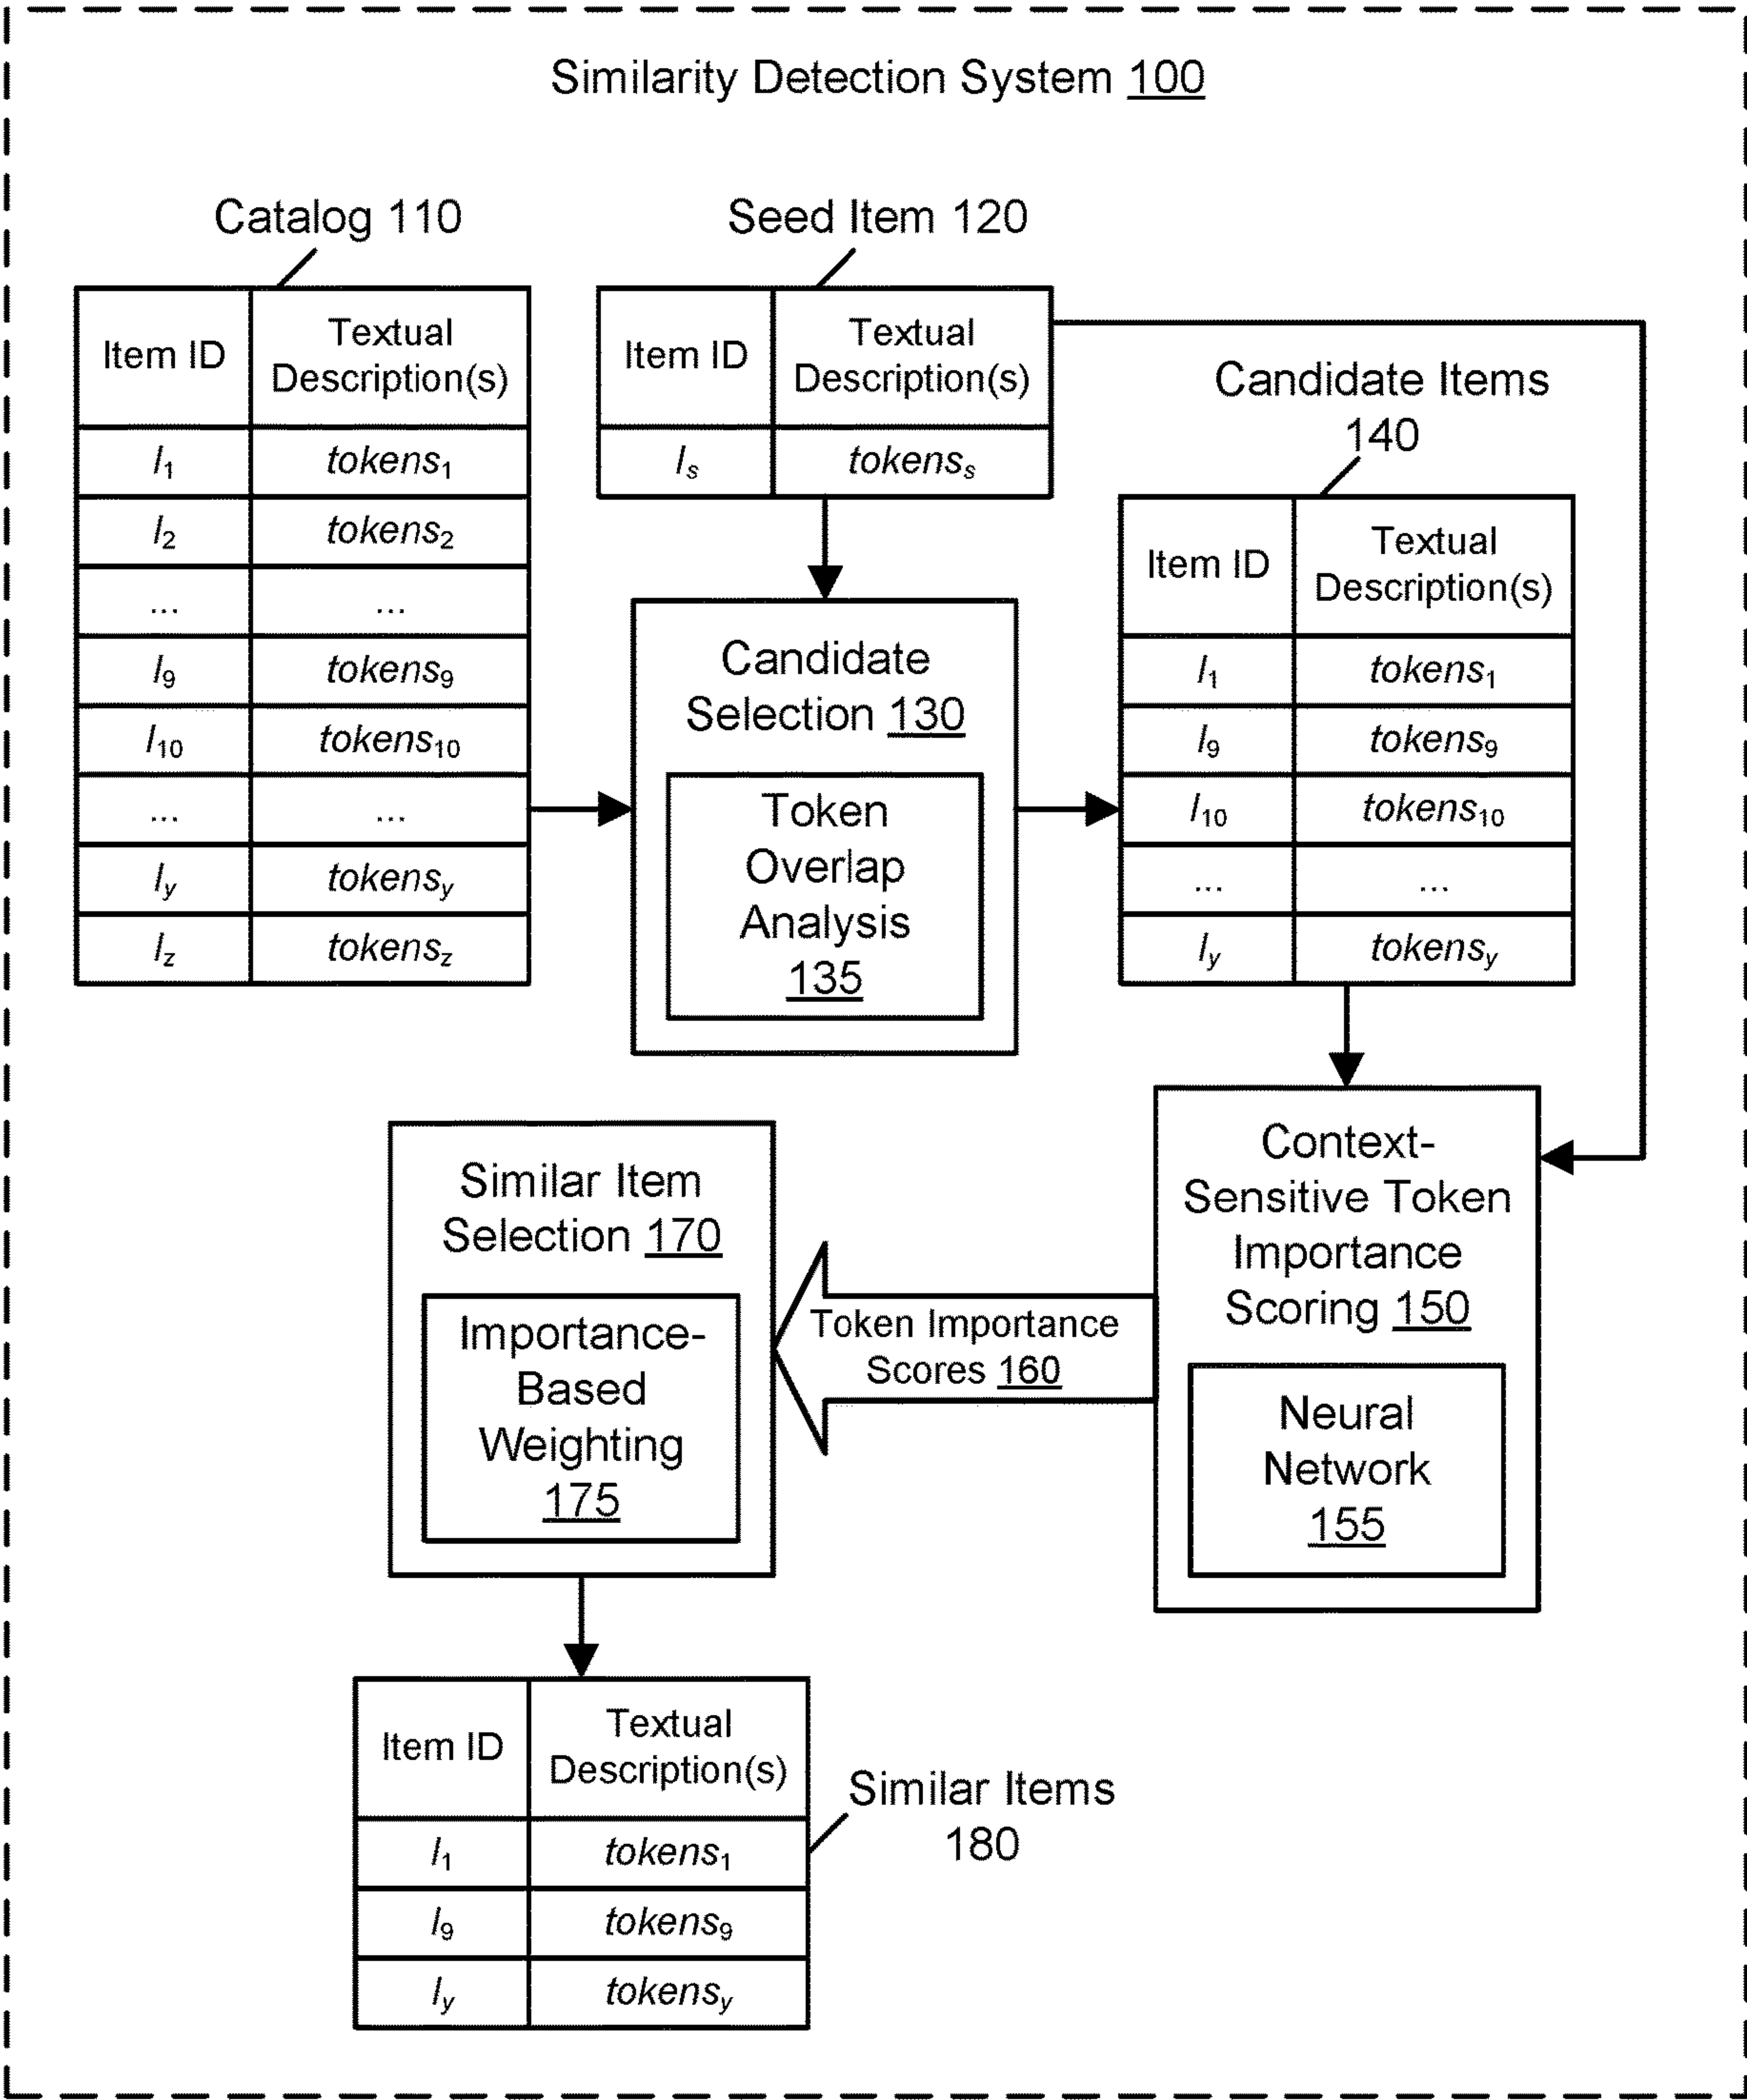 Similarity Detection System 100
Catalog 110
Item ID
Textual
Description(s)
I1 tokens1
I2 tokens2
... ...
I9 tokens9
I10 tokens10
... ...
Iy tokensy
Iz tokensz
Seed Item 120
Item ID
Textual
Description(s)
Is tokenss
Candidate
Selection 130
Token
Overlap
Analysis
135
Candidate Items
140
Item ID
Textual
Description(s)
I1 tokens1
I9 tokens9
I10 tokens10
... ...
Iy tokensy
Context-
Sensitive Token
Importance
Scoring 150
Neural
Network
155
Token Importance
Scores 160
Similar Item
Selection 170
Importance-
Based
Weighting
175
Item ID
Textual
Description(s)
I1 tokens1
I9 tokens9
Iy tokensy
Similar Items
180